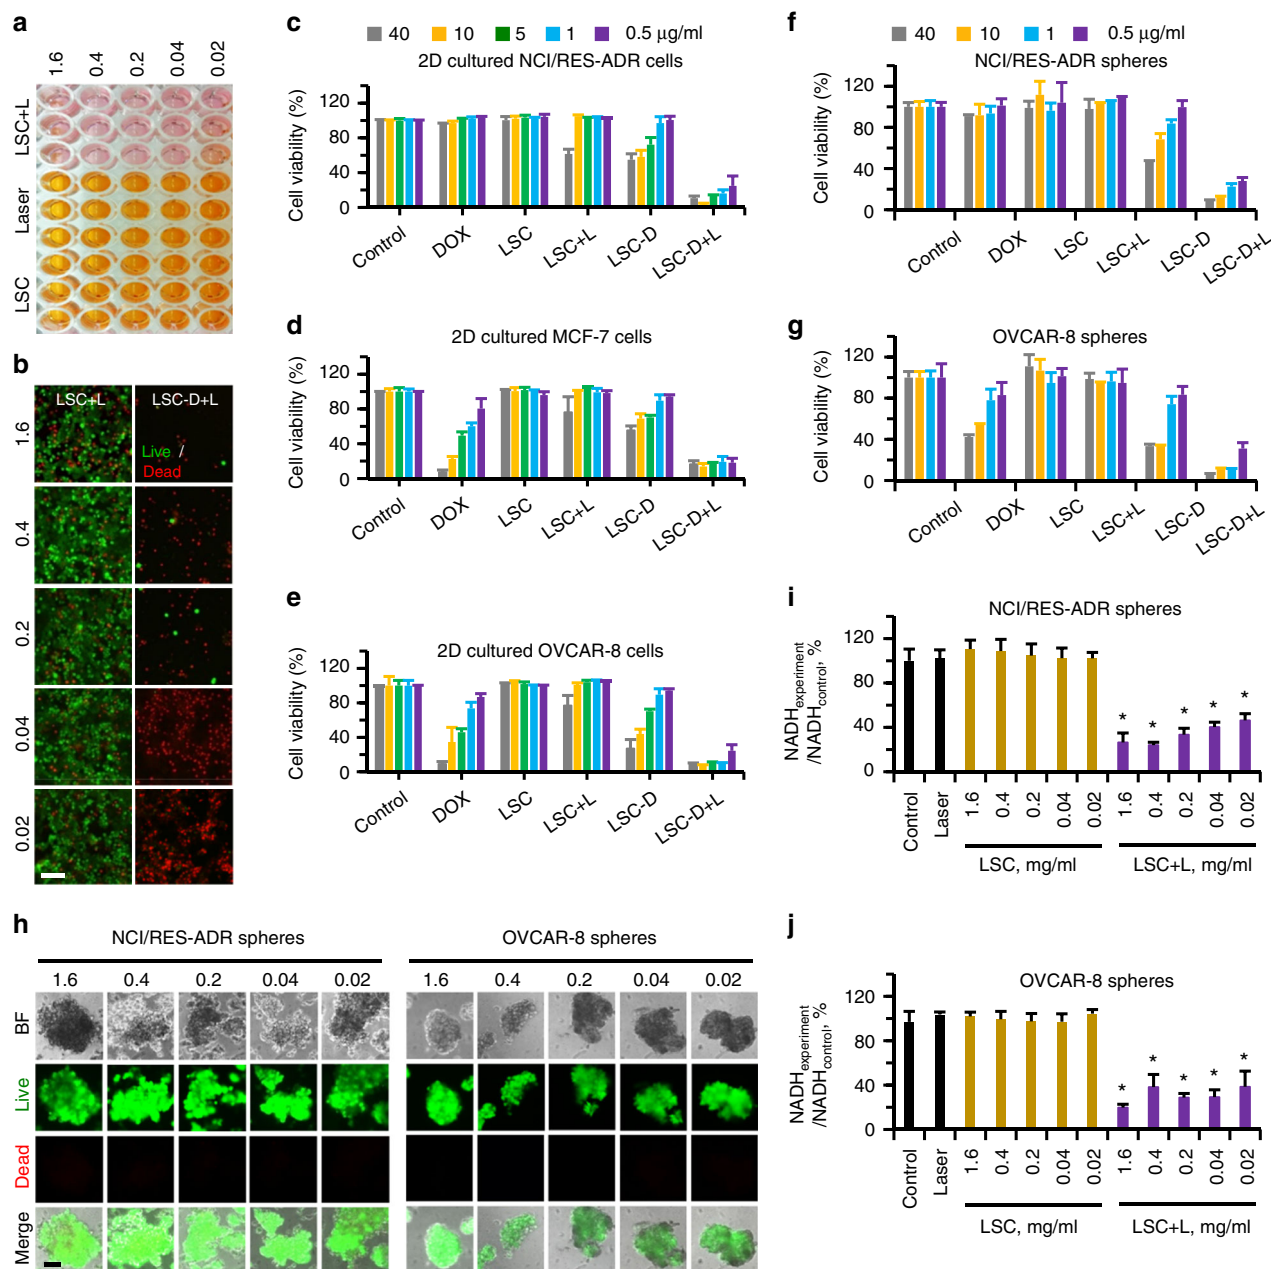 a
1.6 0.4 0.2 0.04 0.02
LSC+L
Laser
LSC
b
LSC+L LSC-D+L
Live /
Dead
1.6
0.4
0.2
0.04
0.02
c
40 10 5 1 0.5 μg/ml
2D cultured NCI/RES-ADR cells
Cell viability (%)
120
80
40
0
Control DOX LSC LSC+L LSC-D LSC-D+L
d
2D cultured MCF-7 cells
Cell viability (%)
120
80
40
0
Control DOX LSC LSC+L LSC-D LSC-D+L
e
2D cultured OVCAR-8 cells
Cell viability (%)
120
80
40
0
Control DOX LSC LSC+L LSC-D LSC-D+L
f
40 10 1 0.5 μg/ml
NCI/RES-ADR spheres
Cell viability (%)
120
80
40
0
Control DOX LSC LSC+L LSC-D LSC-D+L
g
OVCAR-8 spheres
Cell viability (%)
120
80
40
0
Control DOX LSC LSC+L LSC-D LSC-D+L
h
NCI/RES-ADR spheres OVCAR-8 spheres
1.6 0.4 0.2 0.04 0.02 1.6 0.4 0.2 0.04 0.02
BF
Live
Dead
Merge
i
NCI/RES-ADR spheres
NADHexperiment
/NADHcontrol, %
120
80
40
0
* * * * *
Control Laser 1.6 0.4 0.2 0.04 0.02 1.6 0.4 0.2 0.04 0.02
LSC, mg/ml LSC+L, mg/ml
j
OVCAR-8 spheres
NADHexperiment
/NADHcontrol, %
120
80
40
0
* * * * *
Control Laser 1.6 0.4 0.2 0.04 0.02 1.6 0.4 0.2 0.04 0.02
LSC, mg/ml LSC+L, mg/ml